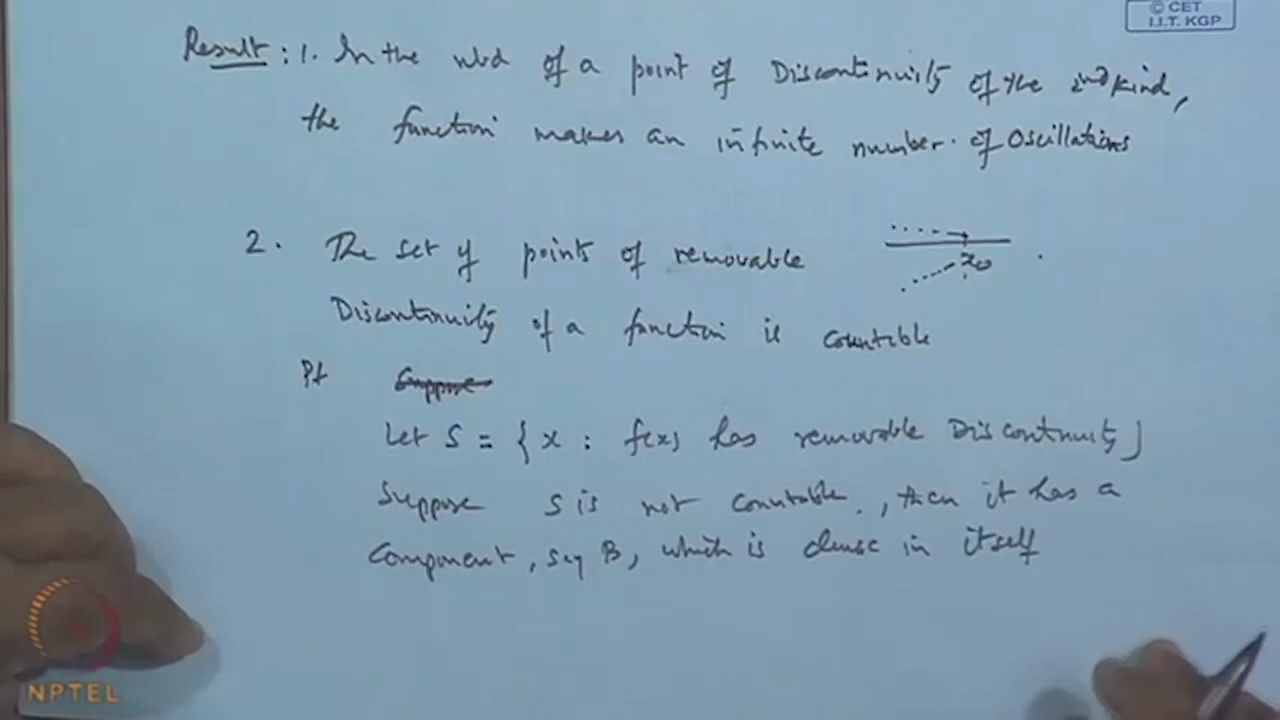 © CET
I.I.T. KGP
Result : 1. In the nbd of a point of Discontinuity of the 2nd kind,
the function makes an infinite number. of Oscillations
2. The set of points of removable
x0
Discontinuity of a function is countable
Pf Suppose
Let S = { x : f(x) has removable Discontinuity }
Suppose S is not countable., then it has a
Component, say B, which is dense in itself
NPTEL